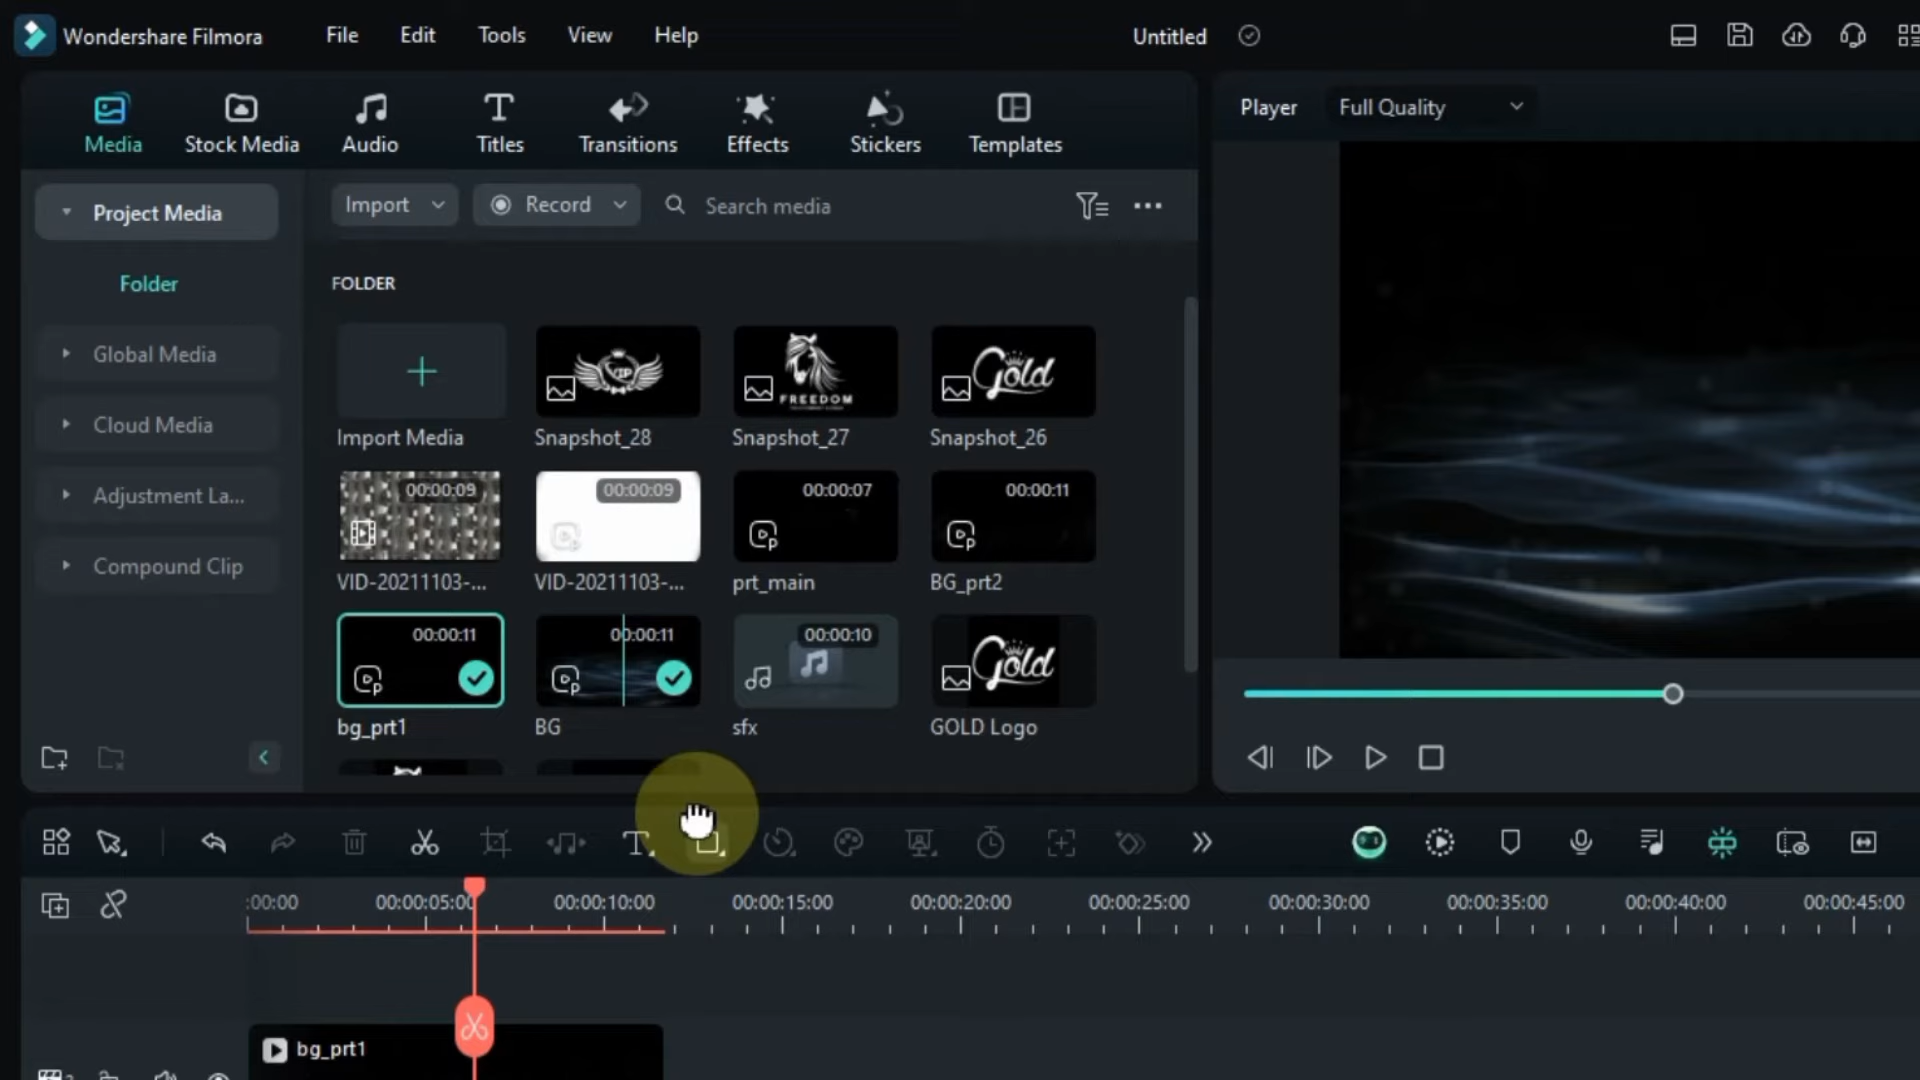 Wondershare Filmora File Edit Tools View Help Untitled
Media Stock Media Audio Titles Transitions Effects Stickers Templates
Player Full Quality
Project Media
Folder
Global Media
Cloud Media
Adjustment La...
Compound Clip
Import Record Search media
FOLDER
VIP
FREEDOM
Gold
Import Media Snapshot_28 Snapshot_27 Snapshot_26
00:00:09 00:00:09 00:00:07 00:00:11
VID-20211103-... VID-20211103-... prt_main BG_prt2
00:00:11 00:00:11 00:00:10
Gold
bg_prt1 BG sfx GOLD Logo
:00:00 00:00:05:00 00:00:10:00 00:00:15:00 00:00:20:00 00:00:25:00 00:00:30:00 00:00:35:00 00:00:40:00 00:00:45:00
bg_prt1